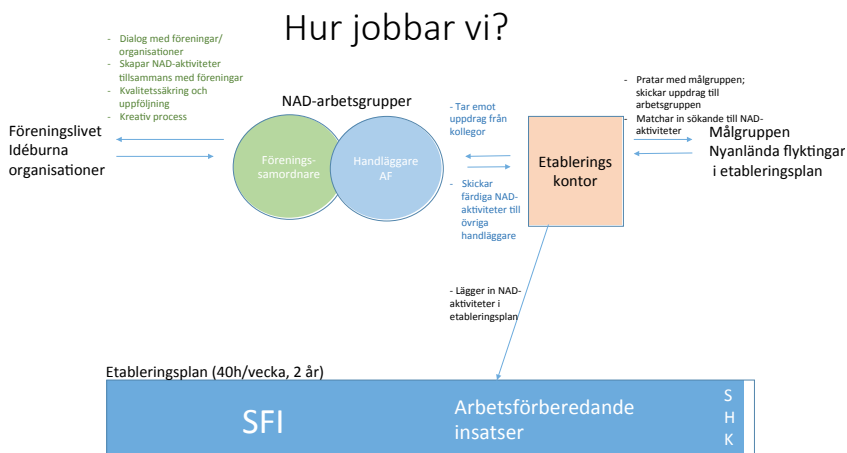 Hur jobbar vi?
- Dialog med föreningar/
organisationer
- Skapar NAD-aktiviteter
tillsammans med föreningar
- Kvalitetssäkring och
uppföljning
- Kreativ process
Föreningslivet
Idéburna
organisationer
NAD-arbetsgrupper
Förenings-
samordnare
Handläggare
AF
- Tar emot
uppdrag från
kollegor
- Skickar
färdiga NAD-
aktiviteter till
övriga
handläggare
Etablerings
kontor
- Pratar med målgruppen;
skickar uppdrag till
arbetsgruppen
- Matchar in sökande till NAD-
aktiviteter
Målgruppen
Nyanlända flyktingar
i etableringsplan
- Lägger in NAD-
aktiviteter i
etableringsplan
Etableringsplan (40h/vecka, 2 år)
SFI
Arbetsförberedande
insatser
S
H
K